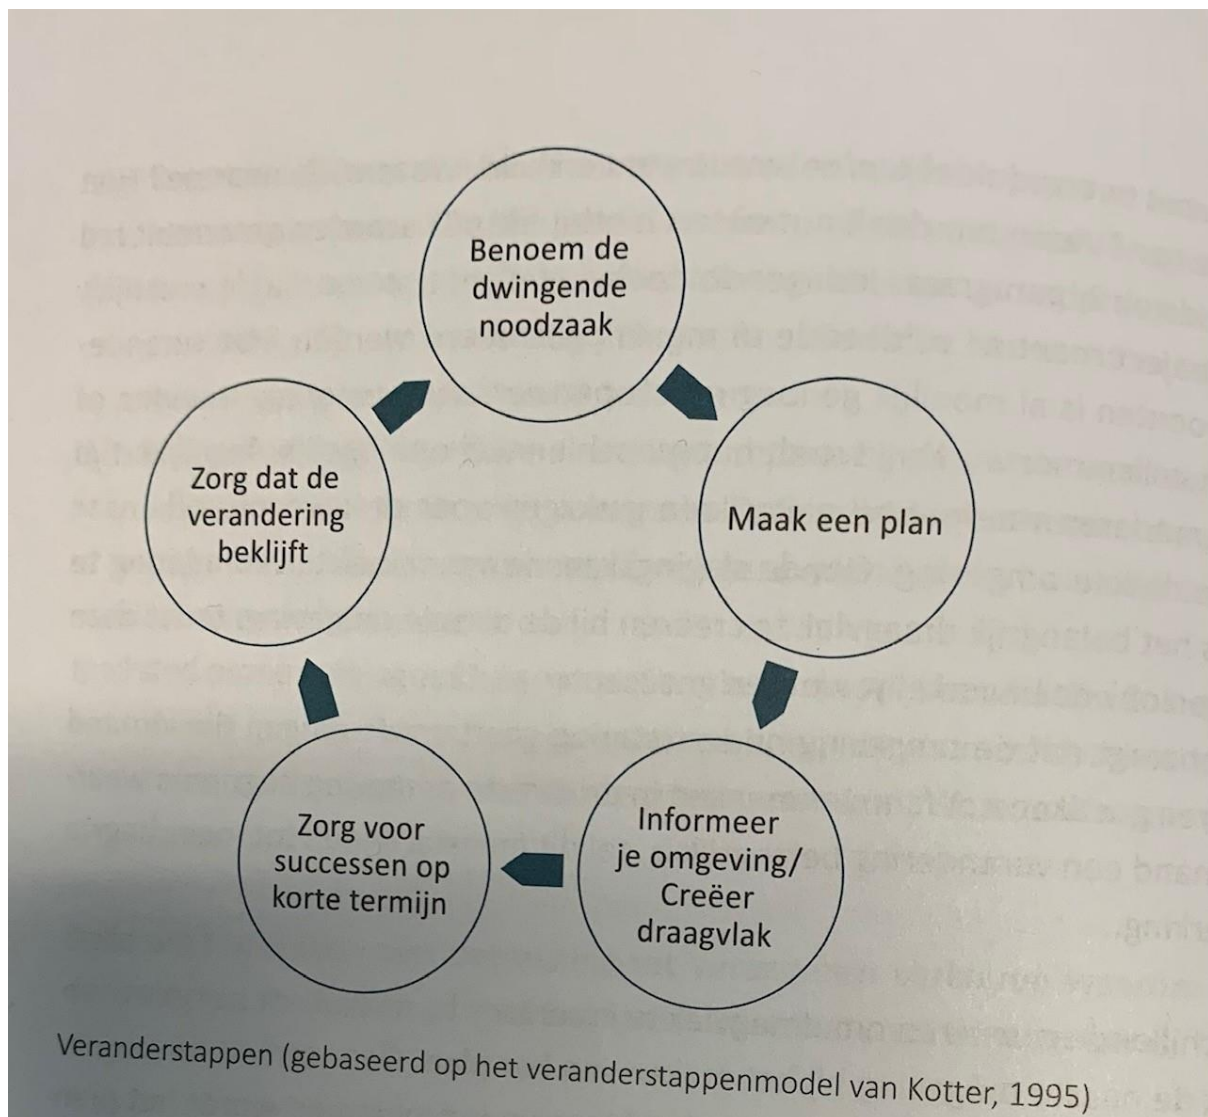 Benoem de
dwingende
noodzaak
Maak een plan
Informeer
je omgeving/
Creëer
draagvlak
Zorg voor
successen op
korte termijn
Zorg dat de
verandering
beklijft
Veranderstappen (gebaseerd op het veranderstappenmodel van Kotter, 1995)